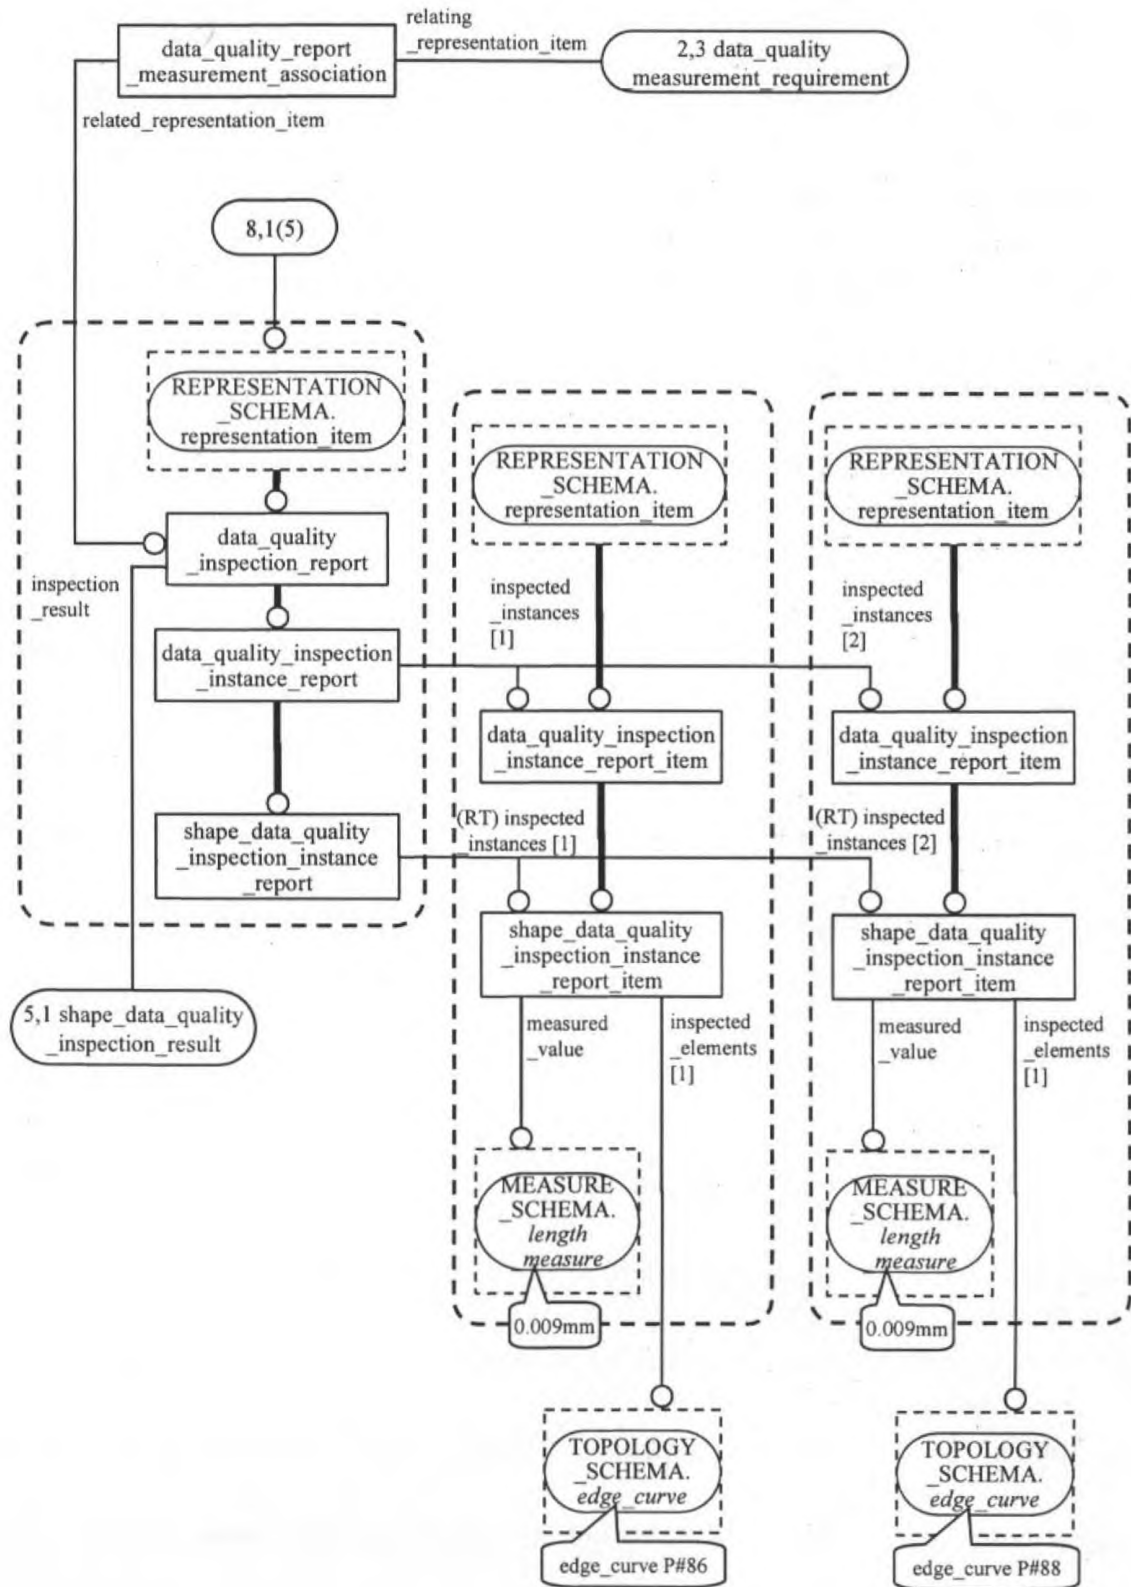 relating
_representation_item
data_quality_report
_measurement_association
2,3 data_quality
_measurement_requirement
related_representation_item
8,1(5)
REPRESENTATION
_SCHEMA.
representation_item
REPRESENTATION
_SCHEMA.
representation_item
REPRESENTATION
_SCHEMA.
representation_item
data_quality
_inspection_report
inspection
_result
inspected
_instances
[1]
inspected
_instances
[2]
data_quality_inspection
_instance_report
data_quality_inspection
_instance_report_item
data_quality_inspection
_instance_report_item
(RT) inspected
_instances [1]
(RT) inspected
_instances [2]
shape_data_quality
_inspection_instance
_report
shape_data_quality
_inspection_instance
_report_item
shape_data_quality
_inspection_instance
_report_item
5,1 shape_data_quality
_inspection_result
measured
_value
inspected
_elements
[1]
measured
_value
inspected
_elements
[1]
MEASURE
_SCHEMA.
length
_measure
MEASURE
_SCHEMA.
length
_measure
0.009mm
0.009mm
TOPOLOGY
_SCHEMA.
edge_curve
TOPOLOGY
_SCHEMA.
edge_curve
edge_curve P#86
edge_curve P#88